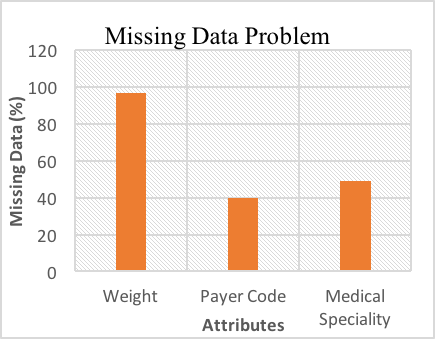 Missing Data Problem
120
100
80
60
40
20
0
Missing Data (%)
Weight
Payer Code
Medical
Speciality
Attributes